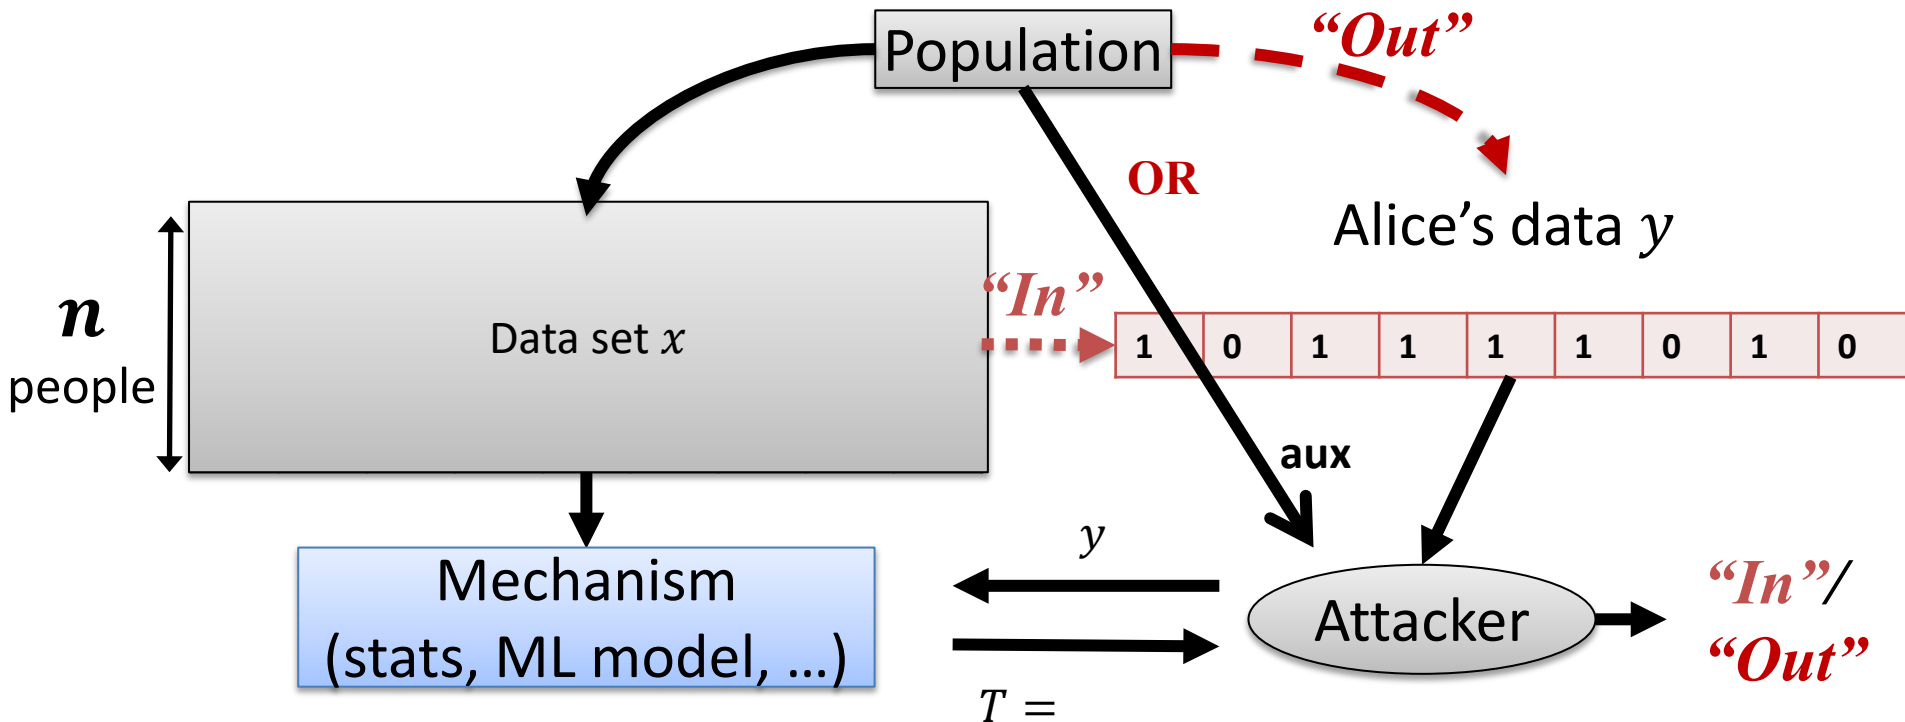 Population
“Out”
OR
Alice’s data y
“In”
n
people
Data set x
1 0 1 1 1 1 0 1 0
aux
y
Mechanism
(stats, ML model, …)
Attacker
“In”/
“Out”
T =